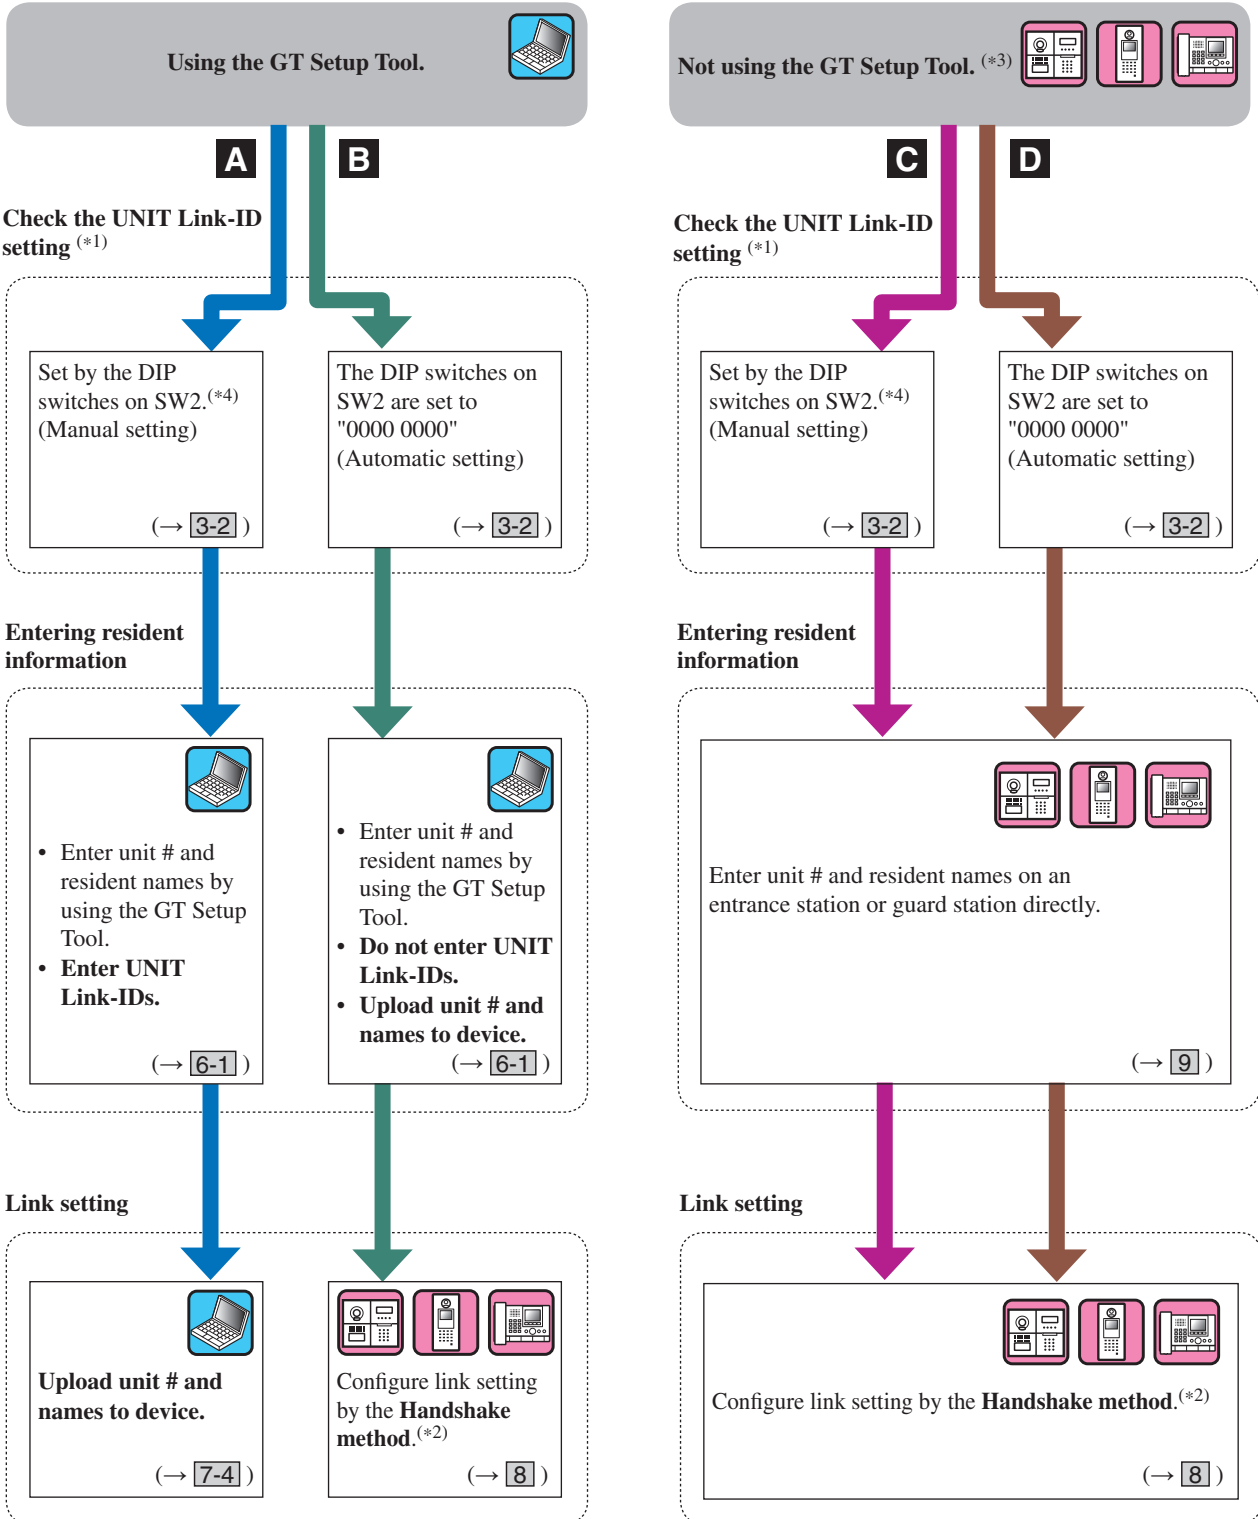 Using the GT Setup Tool.
A
B
Check the UNIT Link-ID
setting (*1)
Set by the DIP
switches on SW2.(*4)
(Manual setting)
(→ 3-2 )
The DIP switches on
SW2 are set to
"0000 0000"
(Automatic setting)
(→ 3-2 )
Entering resident
information
• Enter unit # and
resident names by
using the GT Setup
Tool.
• Enter UNIT
Link-IDs.
(→ 6-1 )
• Enter unit # and
resident names by
using the GT Setup
Tool.
• Do not enter UNIT
Link-IDs.
• Upload unit # and
names to device.
(→ 6-1 )
Link setting
Upload unit # and
names to device.
(→ 7-4 )
Configure link setting
by the Handshake
method.(*2)
(→ 8 )
Not using the GT Setup Tool. (*3)
C
D
Check the UNIT Link-ID
setting (*1)
Set by the DIP
switches on SW2.(*4)
(Manual setting)
(→ 3-2 )
The DIP switches on
SW2 are set to
"0000 0000"
(Automatic setting)
(→ 3-2 )
Entering resident
information
Enter unit # and resident names on an
entrance station or guard station directly.
(→ 9 )
Link setting
Configure link setting by the Handshake method.(*2)
(→ 8 )